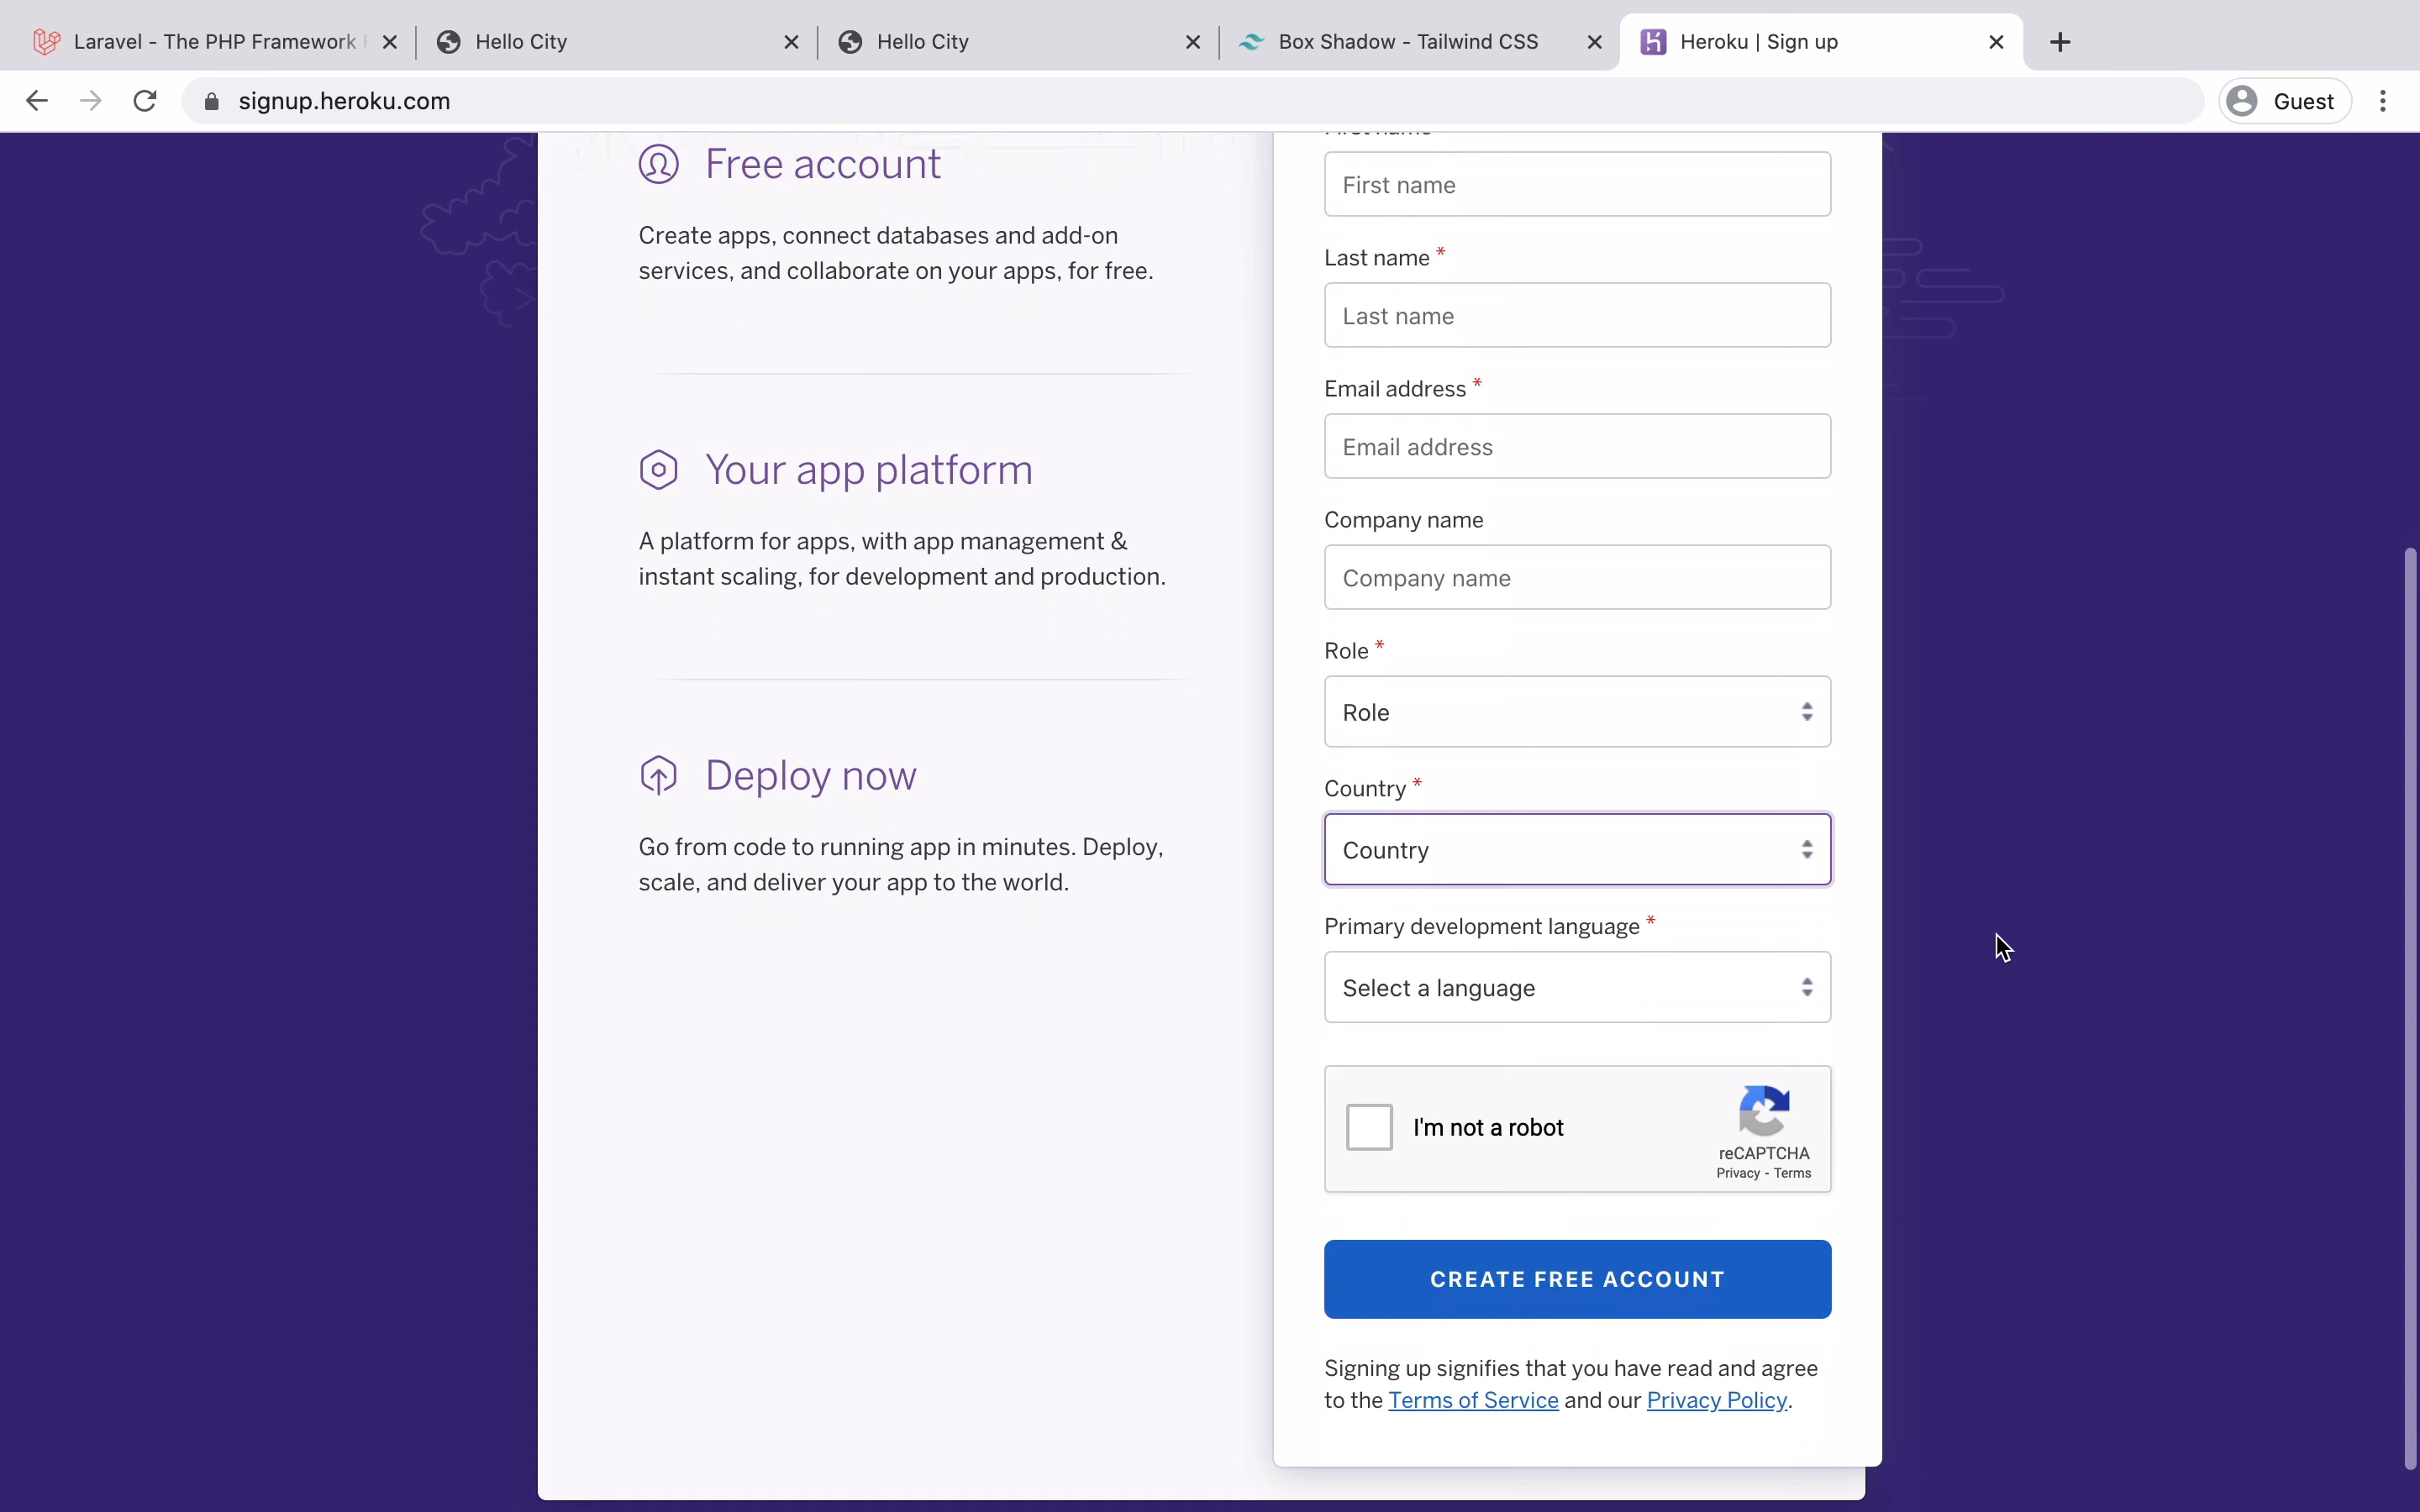 Laravel - The PHP Framework
Hello City
Hello City
Box Shadow - Tailwind CSS
Heroku | Sign up
signup.heroku.com
Guest
Free account
Create apps, connect databases and add-on
services, and collaborate on your apps, for free.
Your app platform
A platform for apps, with app management &
instant scaling, for development and production.
Deploy now
Go from code to running app in minutes. Deploy,
scale, and deliver your app to the world.
First name
Last name *
Last name
Email address *
Email address
Company name
Company name
Role *
Role
Country *
Country
Primary development language *
Select a language
I'm not a robot
reCAPTCHA
Privacy - Terms
CREATE FREE ACCOUNT
Signing up signifies that you have read and agree
to the Terms of Service and our Privacy Policy.